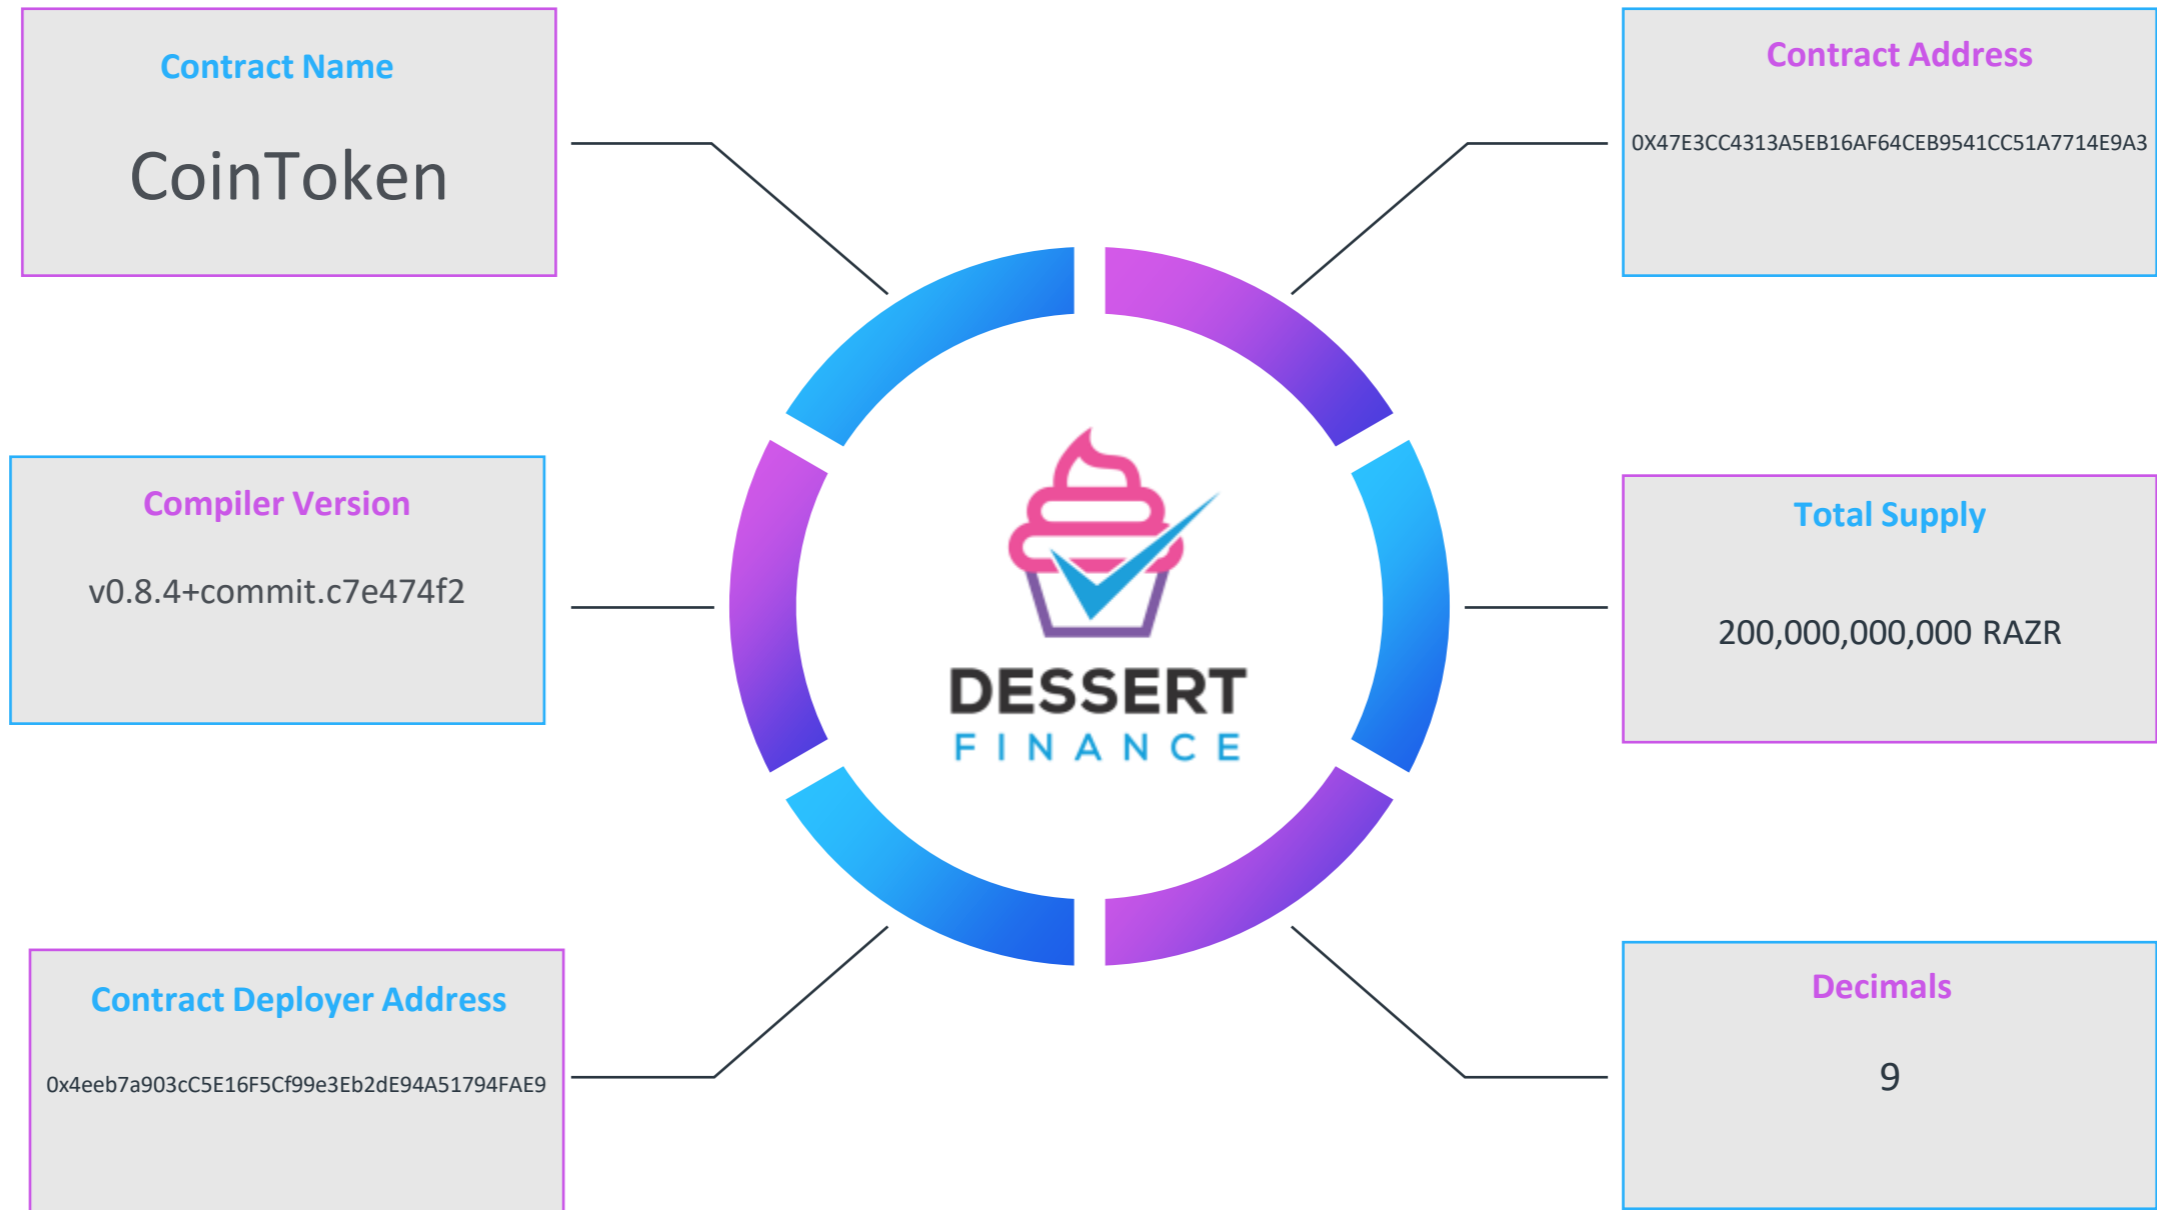 Contract Name
CoinToken
Contract Address
0X47E3CC4313A5EB16AF64CEB9541CC51A7714E9A3
Compiler Version
v0.8.4+commit.c7e474f2
Total Supply
200,000,000,000 RAZR
DESSERT
FINANCE
Contract Deployer Address
0x4eeb7a903cC5E16F5Cf99e3Eb2dE94A51794FAE9
Decimals
9